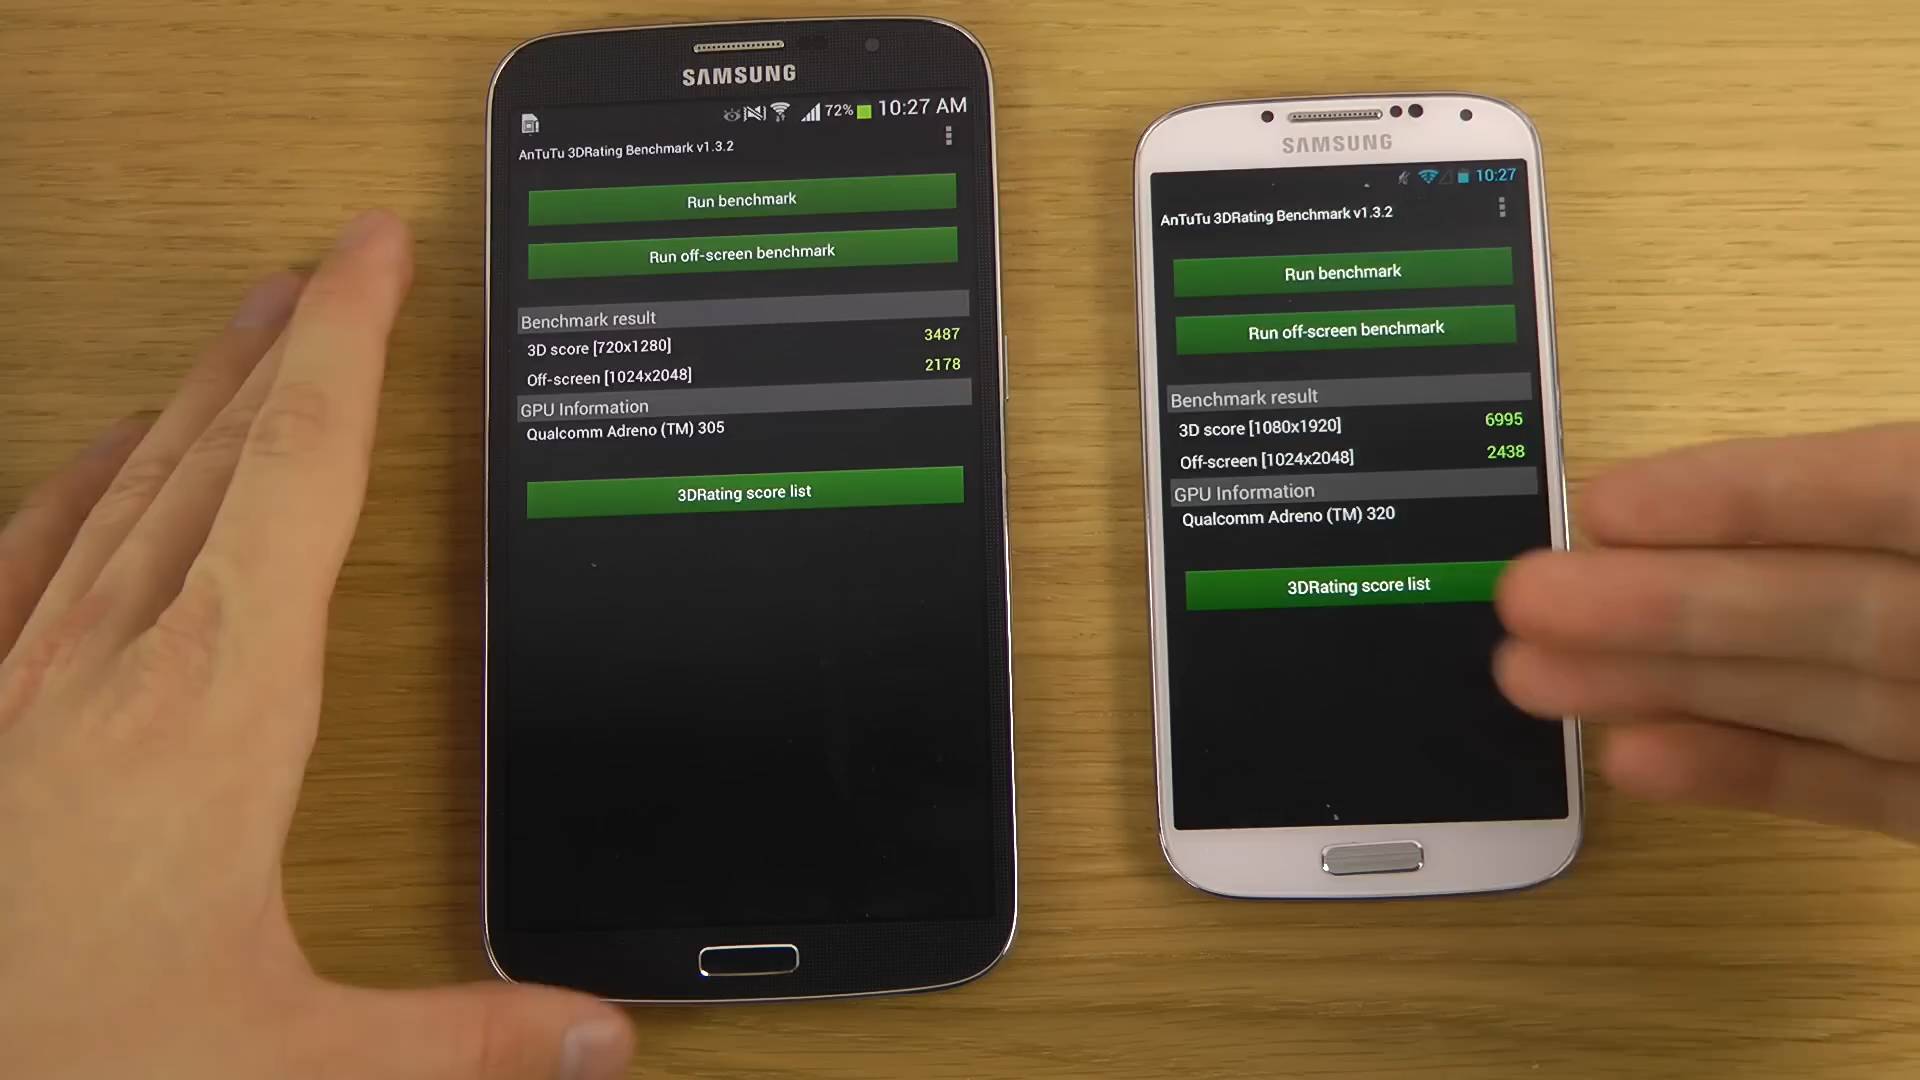 SAMSUNG
72% 10:27 AM
AnTuTu 3DRating Benchmark v1.3.2
Run benchmark
Run off-screen benchmark
Benchmark result
3D score [720x1280] 3487
Off-screen [1024x2048] 2178
GPU Information
Qualcomm Adreno (TM) 305
3DRating score list
SAMSUNG
10:27
AnTuTu 3DRating Benchmark v1.3.2
Run benchmark
Run off-screen benchmark
Benchmark result
3D score [1080x1920] 6995
Off-screen [1024x2048] 2438
GPU Information
Qualcomm Adreno (TM) 320
3DRating score list